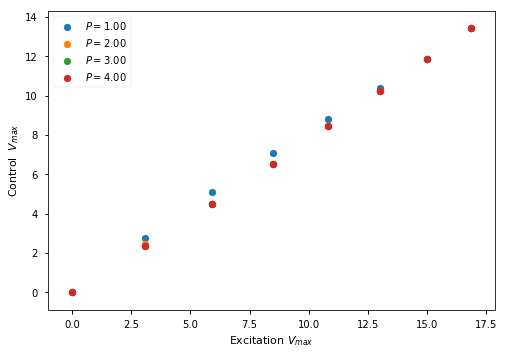 14
12
10
8
6
4
2
0
Control V_max
P = 1.00
P = 2.00
P = 3.00
P = 4.00
0.0 2.5 5.0 7.5 10.0 12.5 15.0 17.5
Excitation V_max